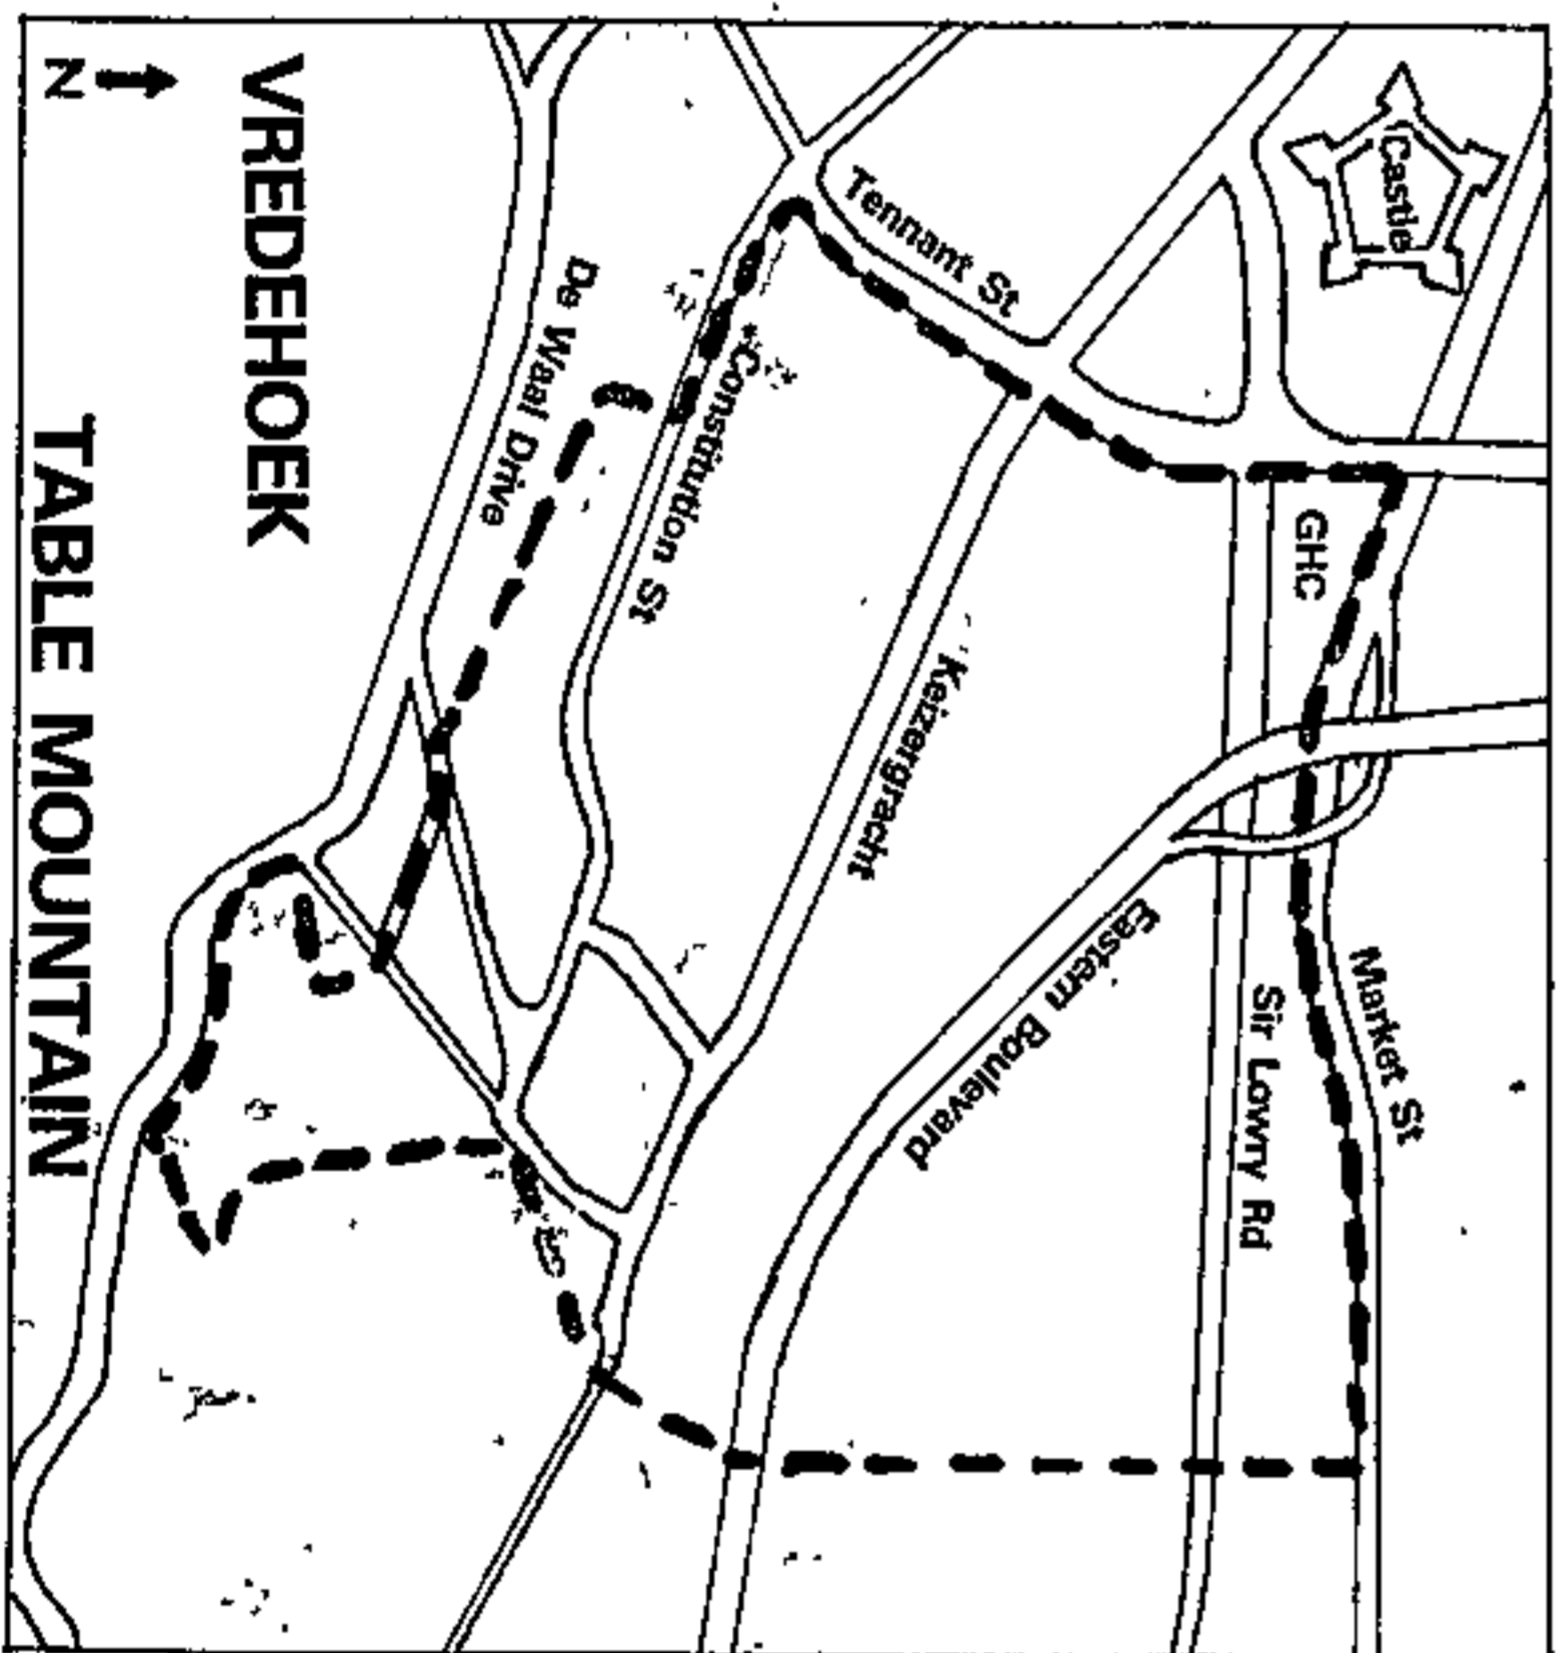 N
VREDEHOEK
TABLE MOUNTAIN
De Waal Drive
Constitution St
Tennant St
Keizergracht
Castle
GHC
Eastern Boulevard
Sir Lowry Rd
Market St